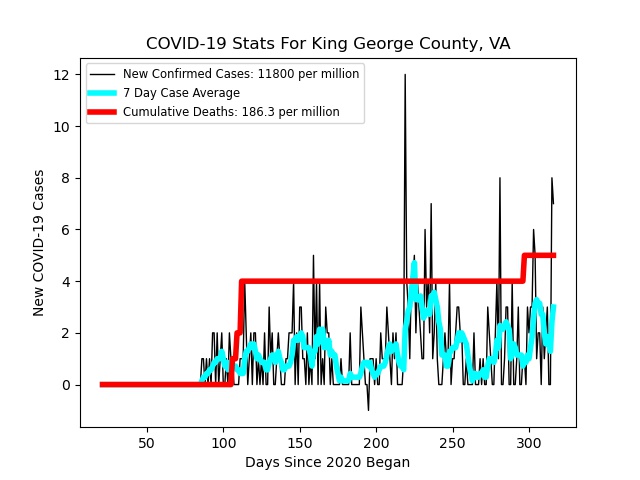 COVID-19 Stats For King George County, VA
New Confirmed Cases: 11800 per million
7 Day Case Average
Cumulative Deaths: 186.3 per million
New COVID-19 Cases
12
10
8
6
4
2
0
50
100
150
200
250
300
Days Since 2020 Began